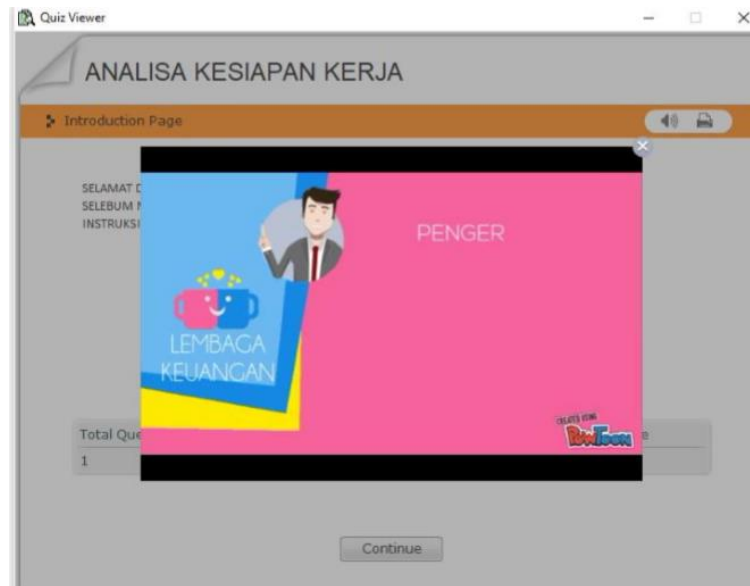 Quiz Viewer
ANALISA KESIAPAN KERJA
Introduction Page
SELAMAT
SELEBUM
INSTRUKSI
PENGER
LEMBAGA
KEUANGAN
CREATED USING
PowToon
Total
1
Continue